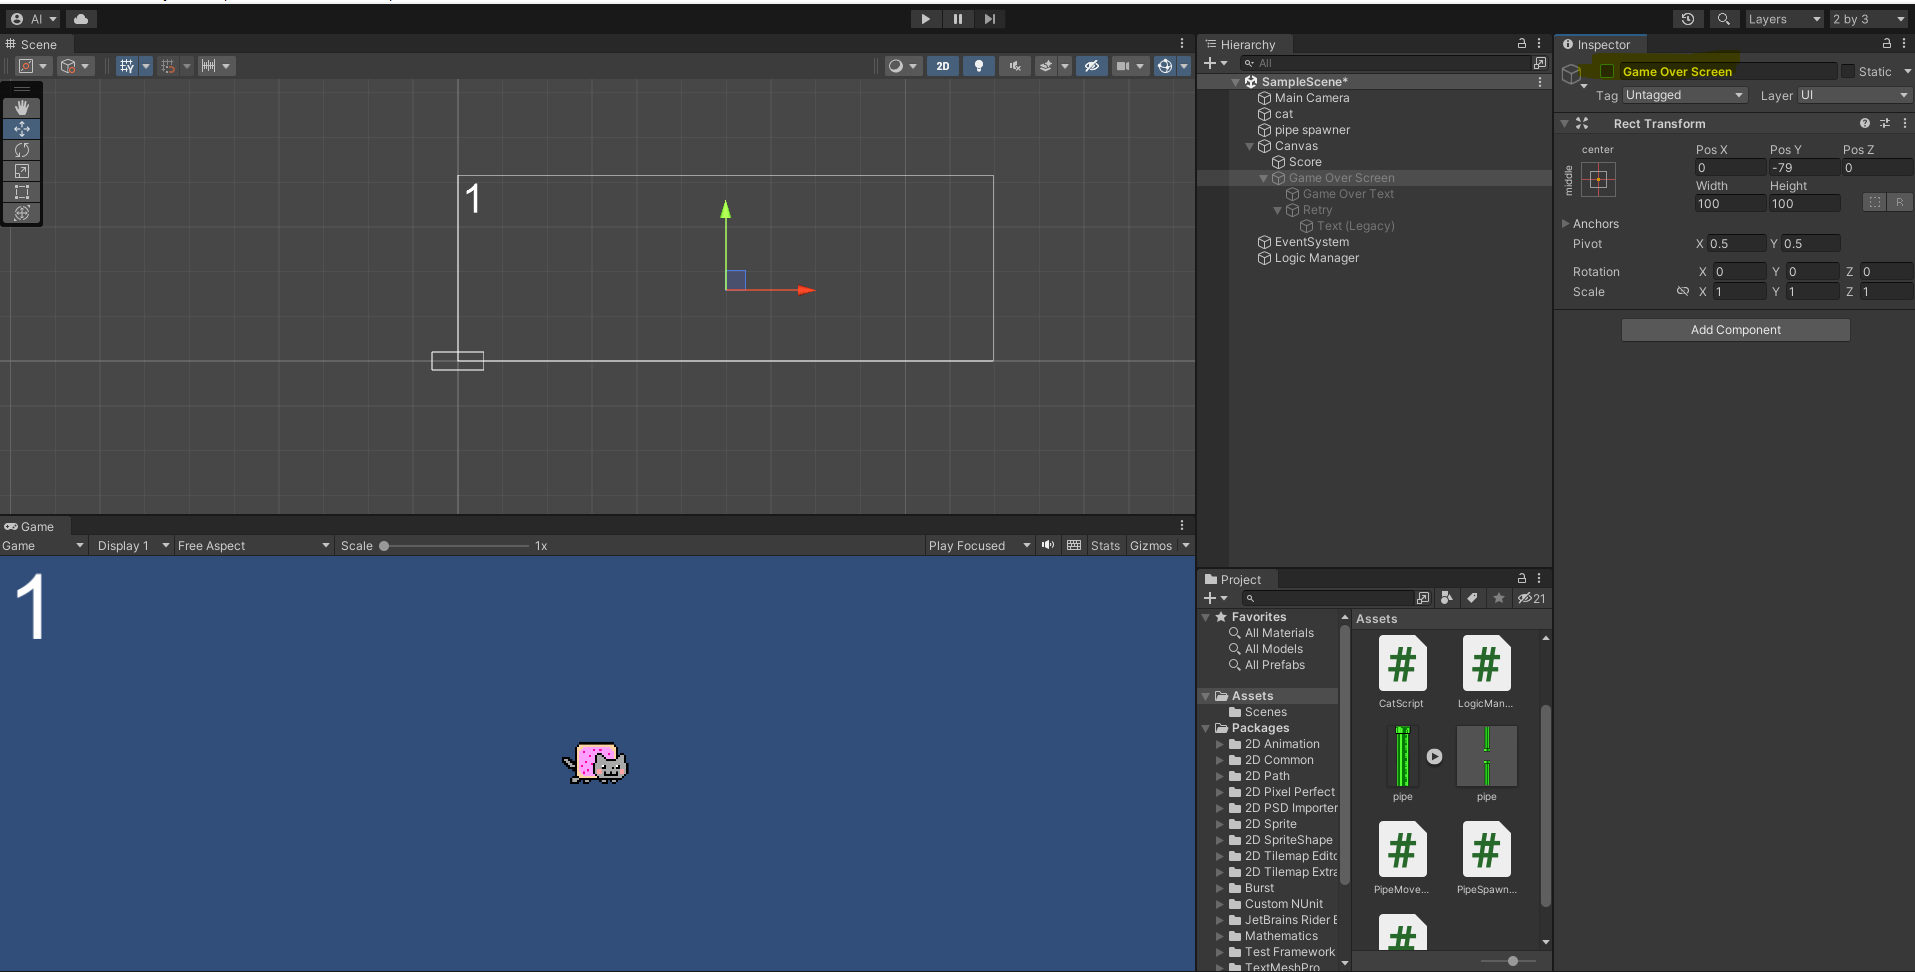 AI
Layers
2 by 3
Scene
2D
1
Game
Game
Display 1
Free Aspect
Scale
1x
Play Focused
Stats
Gizmos
1
Hierarchy
All
SampleScene*
Main Camera
cat
pipe spawner
Canvas
Score
Game Over Screen
Game Over Text
Retry
Text (Legacy)
EventSystem
Logic Manager
Project
21
Favorites
All Materials
All Models
All Prefabs
Assets
Scenes
Packages
2D Animation
2D Common
2D Path
2D Pixel Perfect
2D PSD Importer
2D Sprite
2D SpriteShape
2D Tilemap Edito
2D Tilemap Extra
Burst
Custom NUnit
JetBrains Rider E
Mathematics
Test Framework
TextMeshPro
Assets
CatScript
LogicMan...
pipe
pipe
PipeMove...
PipeSpawn...
Inspector
Game Over Screen
Static
Tag Untagged
Layer UI
Rect Transform
center
middle
Pos X Pos Y Pos Z
0 -79 0
Width Height
100 100
R
Anchors
Pivot X 0.5 Y 0.5
Rotation X 0 Y 0 Z 0
Scale X 1 Y 1 Z 1
Add Component